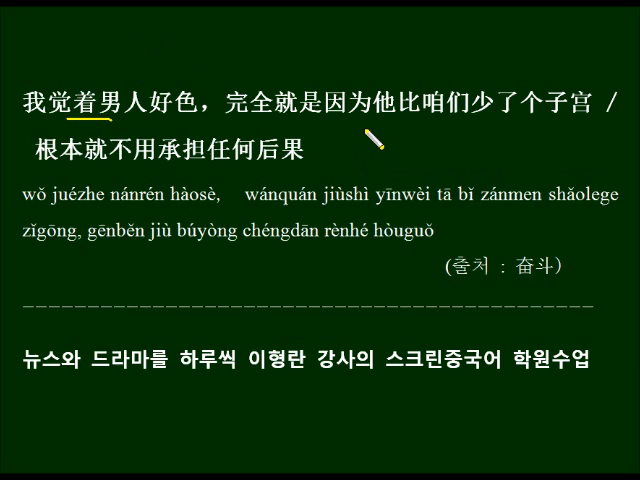 我觉着男人好色，完全就是因为他比咱们少了个子宫 /
根本就不用承担任何后果
wǒ juézhe nánrén hàosè, wánquán jiùshì yīnwèi tā bǐ zánmen shǎolege
zǐgōng, gēnběn jiù búyòng chéngdān rènhé hòuguǒ
(출처 : 奋斗)
뉴스와 드라마를 하루씩 이형란 강사의 스크린중국어 학원수업